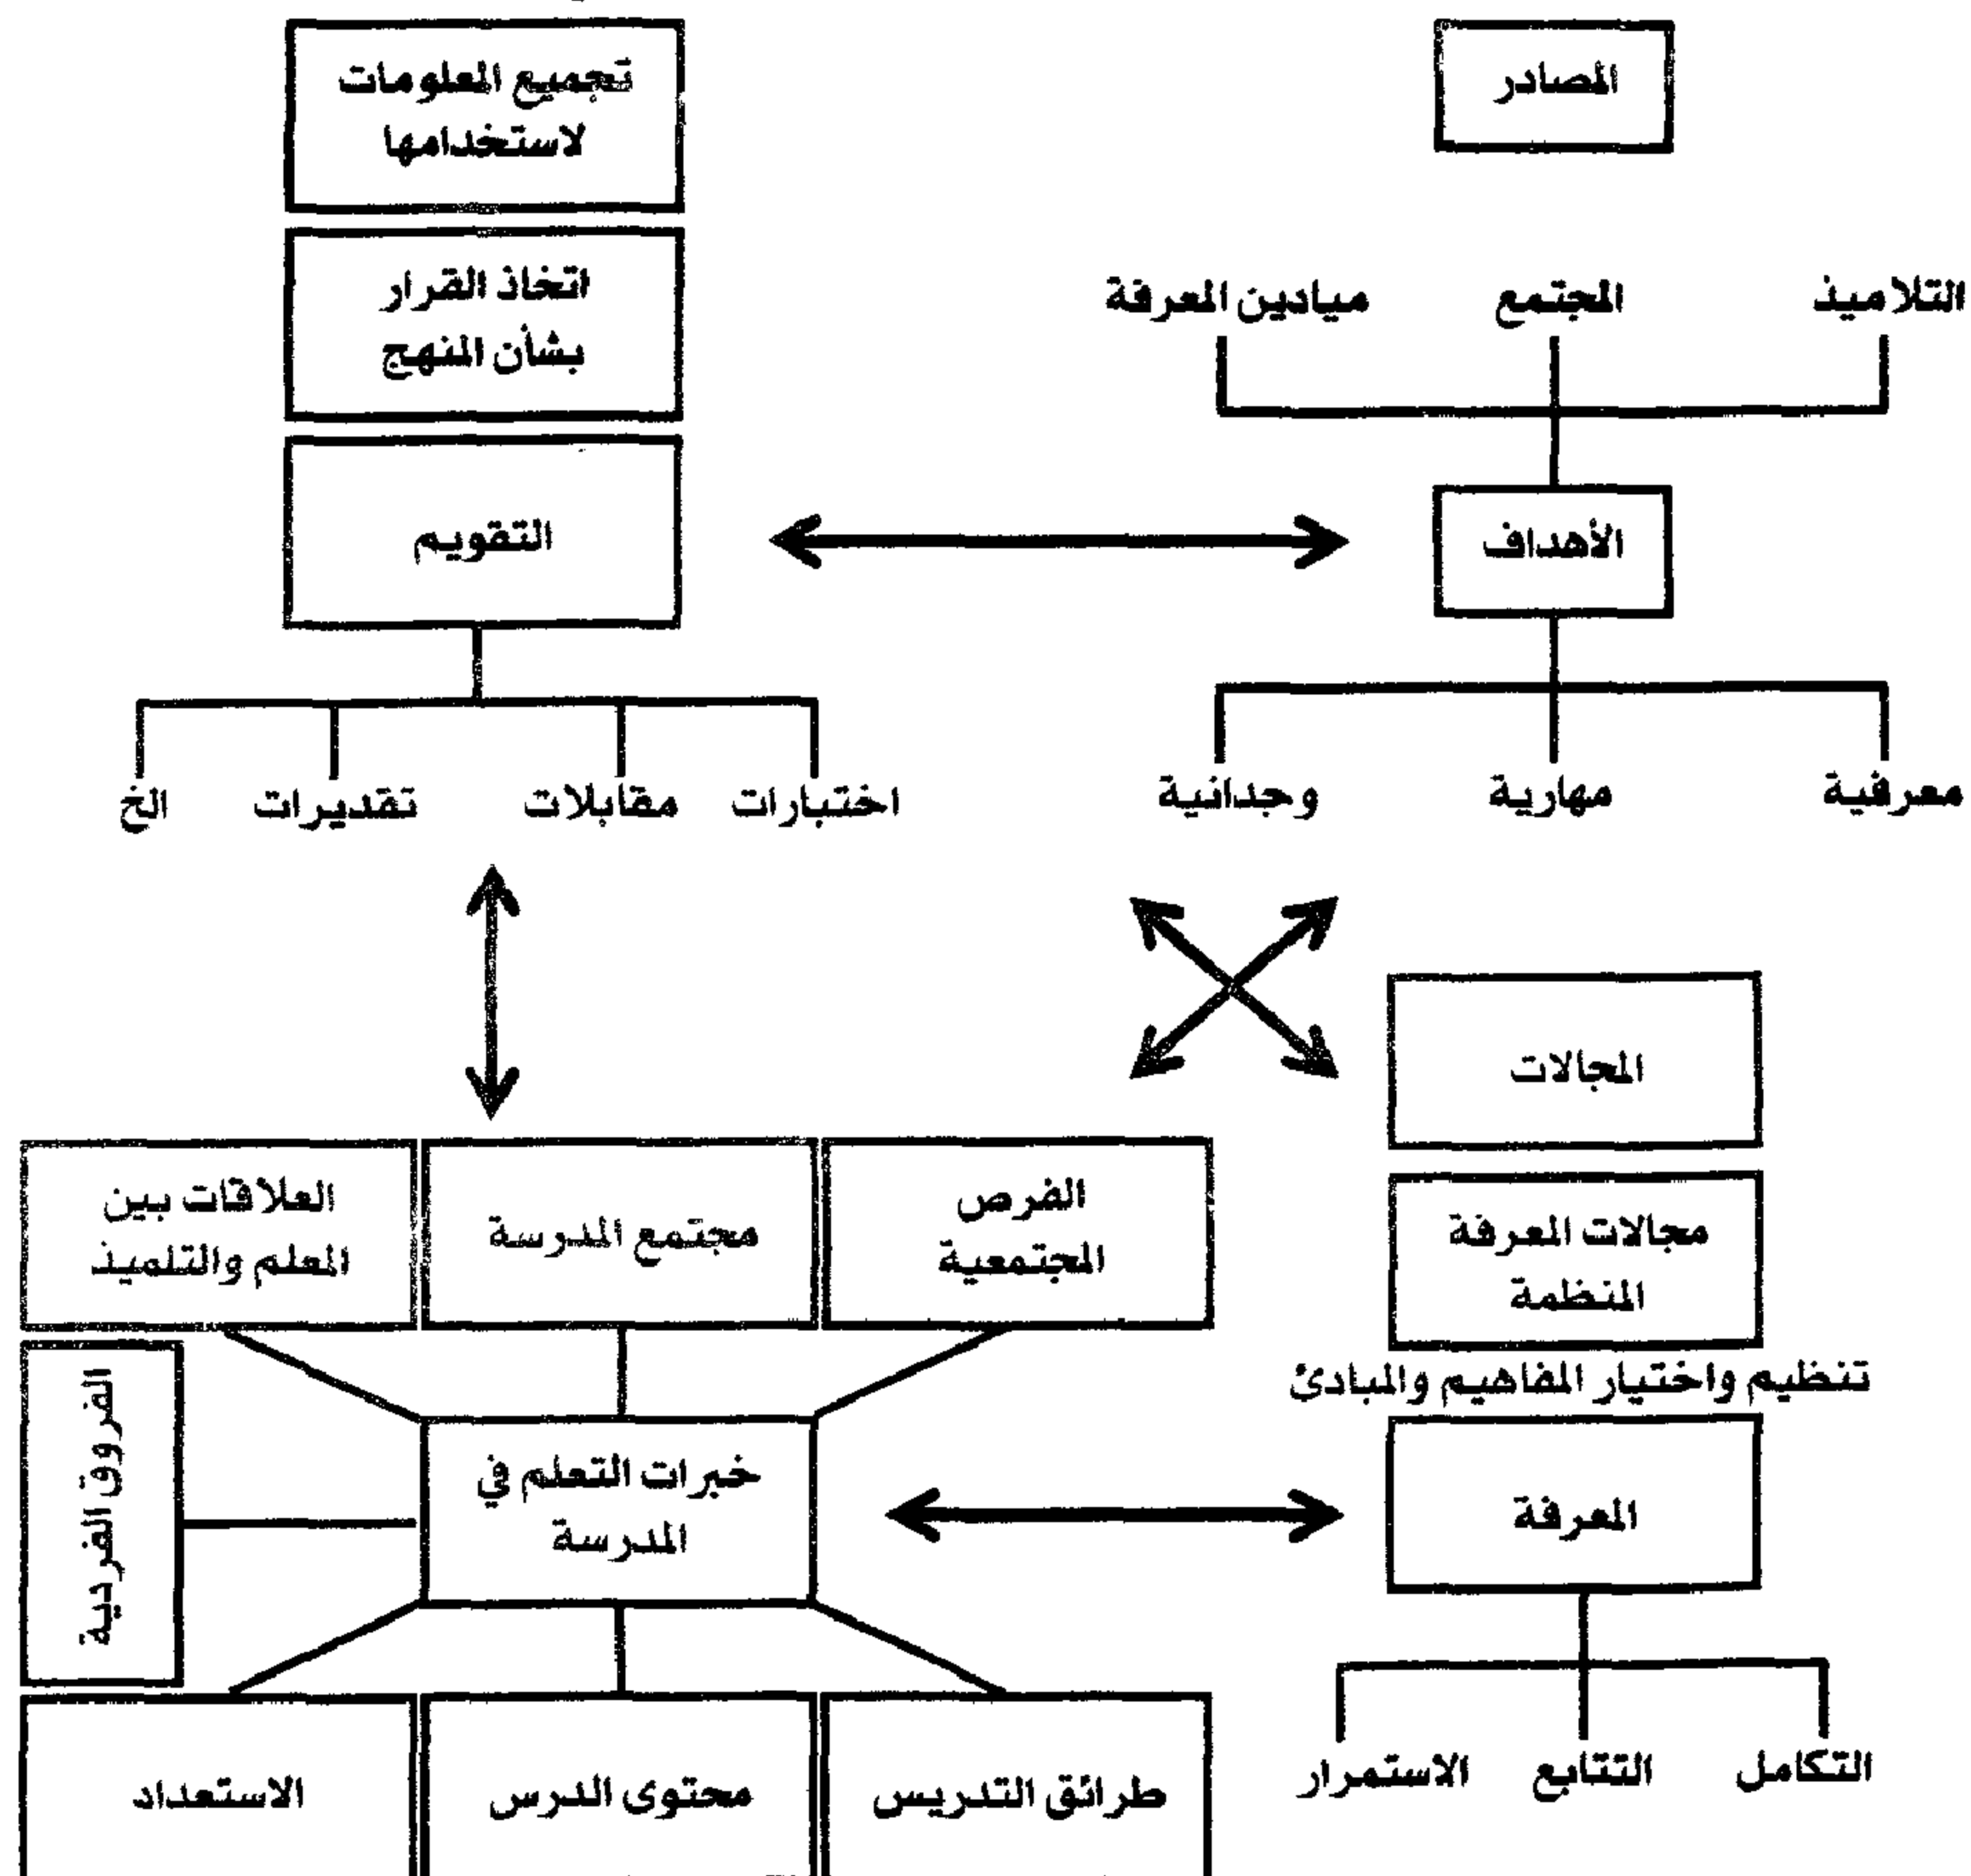 المصادر
تجميع المعلومات
لاستخدامها
اتخاذ القرار
بشأن المنهج
التلاميذ
المجتمع
ميادين المعرفة
الأهداف
التقويم
معرفية
مهارية
وجدانية
اختبارات
مقابلات
تقديرات
الخ
المجالات
مجالات المعرفة
المنظمة
تنظيم واختيار المفاهيم والمبادئ
المعرفة
التكامل
التتابع
الاستمرار
الفرص
المجتمعية
مجتمع المدرسة
العلاقات بين
المعلم والتلميذ
خبرات التعلم في
المدرسة
الفروق الفردية
طرائق التدريس
محتوى الدرس
الاستعداد